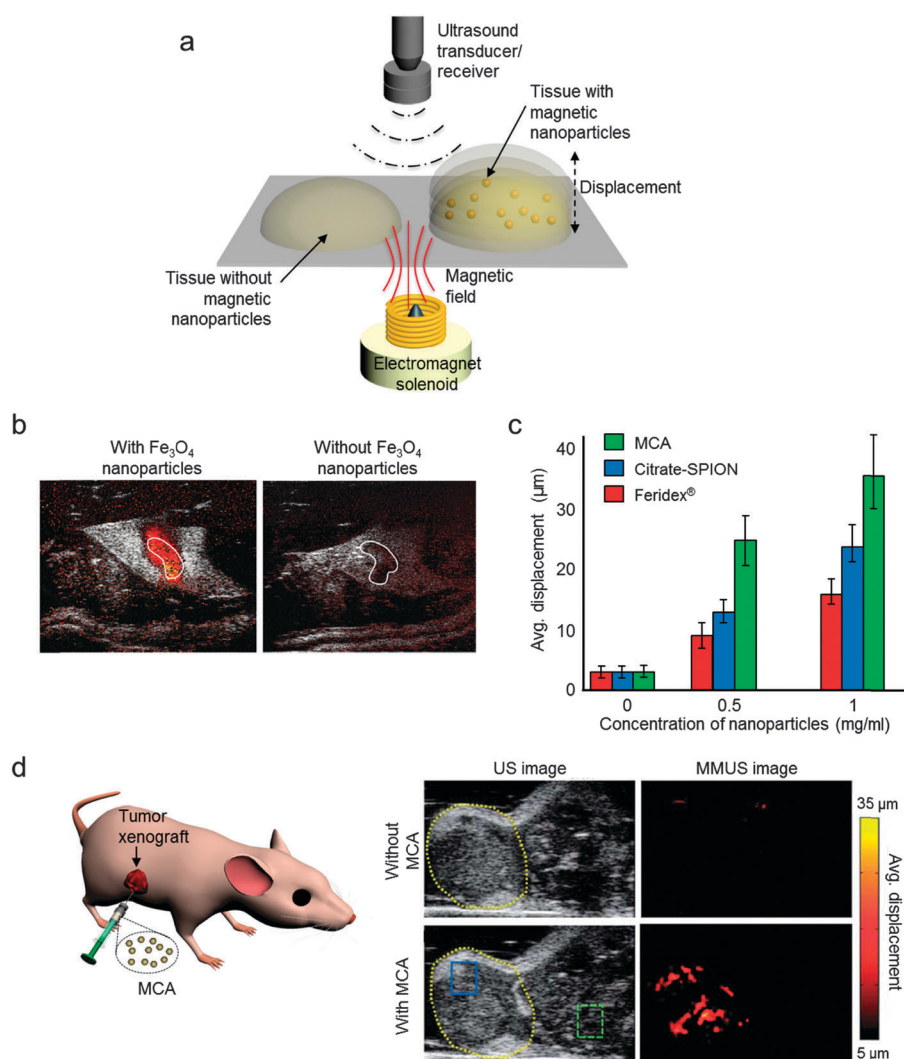 a
Ultrasound
transducer/
receiver
Tissue with
magnetic
nanoparticles
Displacement
Tissue without
magnetic
nanoparticles
Magnetic
field
Electromagnet
solenoid
b
With Fe₃O₄
nanoparticles
Without Fe₃O₄
nanoparticles
c
MCA
Citrate-SPION
Feridex®
Avg. displacement (μm)
40
30
20
10
0
0
0.5
1
Concentration of nanoparticles (mg/ml)
d
Tumor
xenograft
MCA
US image
MMUS image
Without
MCA
With MCA
35 μm
Avg. displacement
5 μm